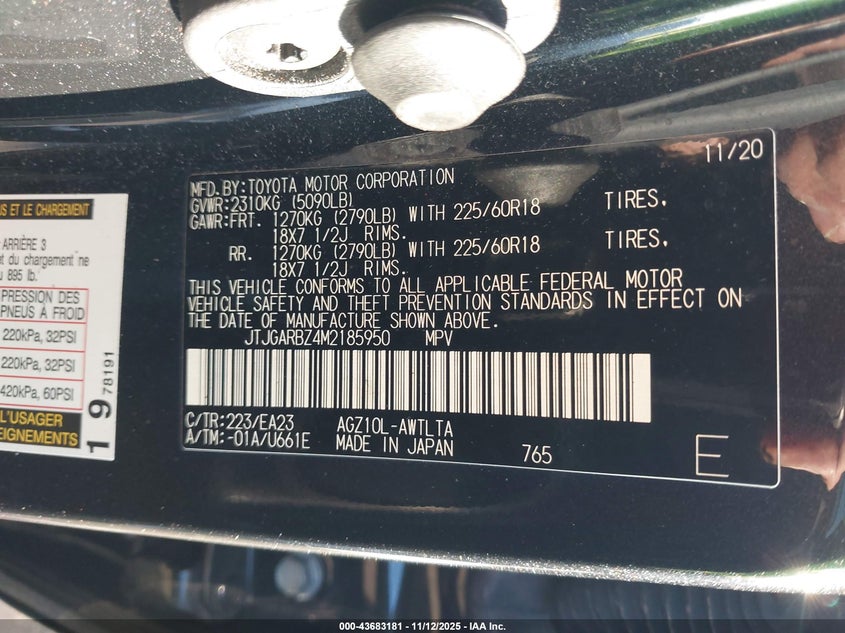 11/20
MFD.BY:TOYOTA MOTOR CORPORATION
GVWR:2310KG (5090LB)
GAWR:FRT. 1270KG (2790LB) WITH 225/60R18 TIRES.
18X7 1/2J RIMS.
RR. 1270KG (2790LB) WITH 225/60R18 TIRES.
18X7 1/2J RIMS.
THIS VEHICLE CONFORMS TO ALL APPLICABLE FEDERAL MOTOR
VEHICLE SAFETY AND THEFT PREVENTION STANDARDS IN EFFECT ON
THE DATE OF MANUFACTURE SHOWN ABOVE.
JTJGARBZ4M2185950 MPV
C/TR:223/EA23 AGZ10L-AWTLTA
A/TM:-01A/U661E MADE IN JAPAN 765 E
ET LE CHARGEMENT
ARRIÈRE 3
du chargement ne
895 lb.
PRESSION DES
PNEUS À FROID
220kPa, 32PSI
220kPa, 32PSI
420kPa, 60PSI
L'USAGER
19 78191
000-43683181 - 11/12/2025 - IAA Inc.